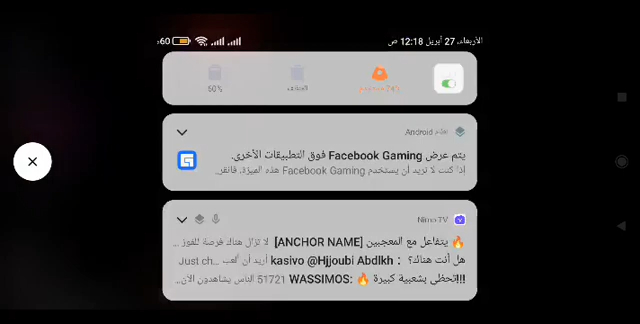 60%
الأربعاء، 27 أبريل 12:18 ص
60%
نظام Android
يتم عرض Facebook Gaming فوق التطبيقات الأخرى.
إذا كنت لا تريد أن يستخدم Facebook Gaming هذه الميزة، فانقر...
Nimo TV
🔥 يتفاعل مع المعجبين [ANCHOR NAME] لا تزال هناك فرصة للفوز ...
هل أنت هناك؟ : kasivo @Hjjoubi Abdlkh أريد أن ألعب Just ch...
!!!تحظى بشعبية كبيرة 🔥 WASSIMOS: 51721 الناس يشاهدون الآن...